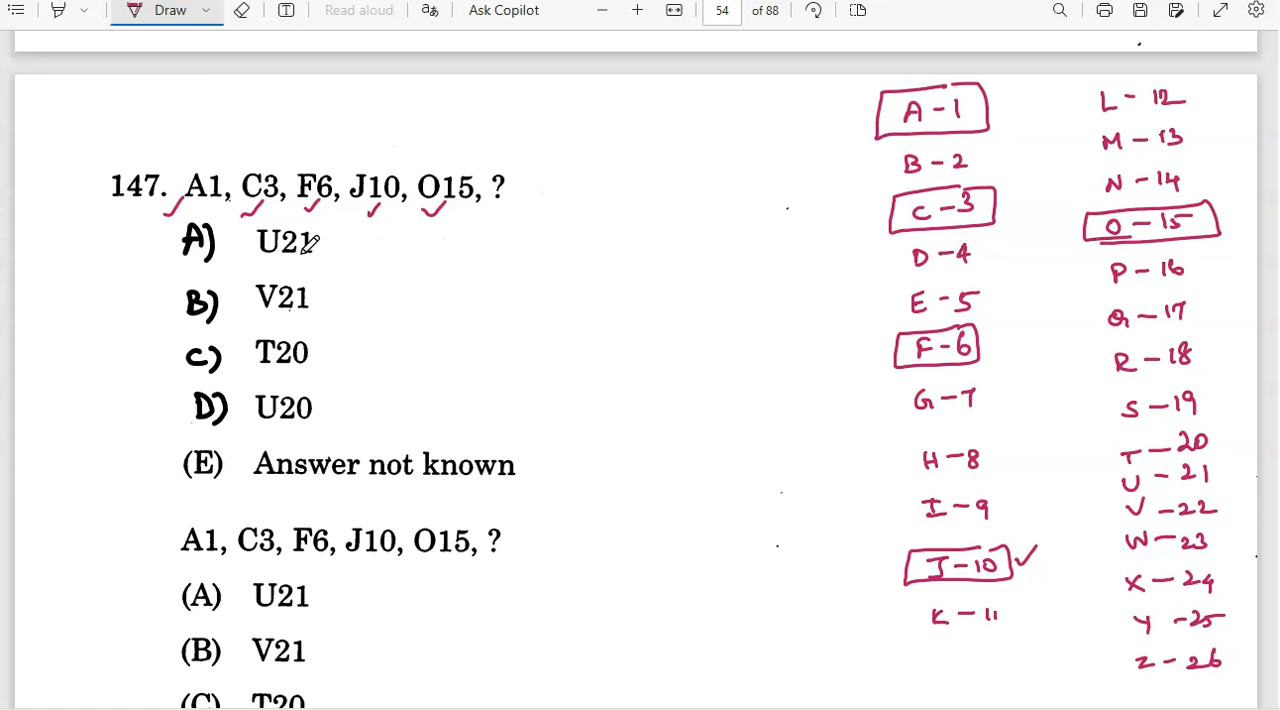 Draw
Read aloud
Ask Copilot
54 of 88
147. A1, C3, F6, J10, O15, ?
A) U21
B) V21
C) T20
D) U20
(E) Answer not known
A1, C3, F6, J10, O15, ?
(A) U21
(B) V21
(C) T20
A - 1
B - 2
C - 3
D - 4
E - 5
F - 6
G - 7
H - 8
I - 9
J - 10
K - 11
L - 12
M - 13
N - 14
O - 15
P - 16
Q - 17
R - 18
S - 19
T - 20
U - 21
V - 22
W - 23
X - 24
Y - 25
Z - 26